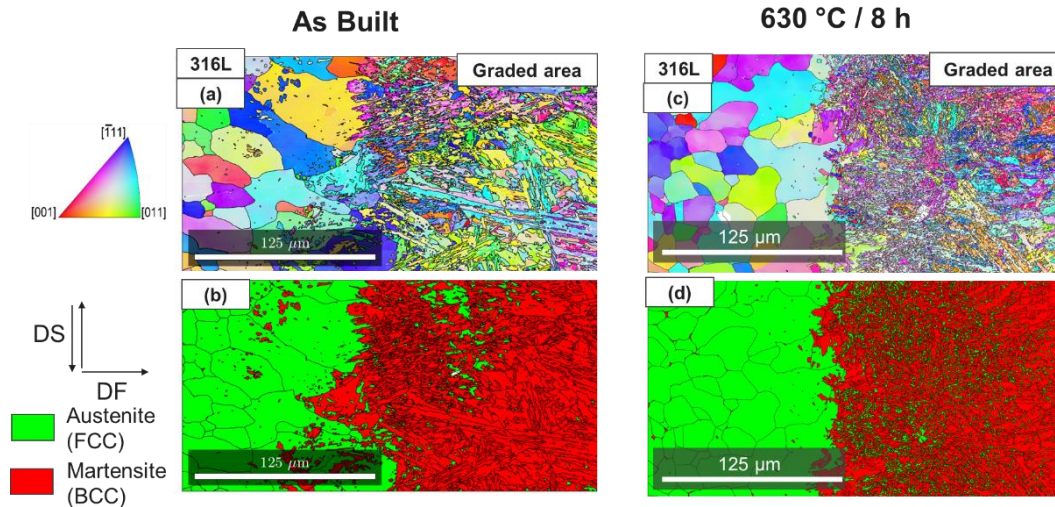 As Built
630 °C / 8 h
316L
Graded area
(a)
316L
Graded area
(c)
[1̄11]
[001]
[011]
125 µm
125 µm
(b)
(d)
DS
DF
Austenite
(FCC)
Martensite
(BCC)
125 µm
125 µm